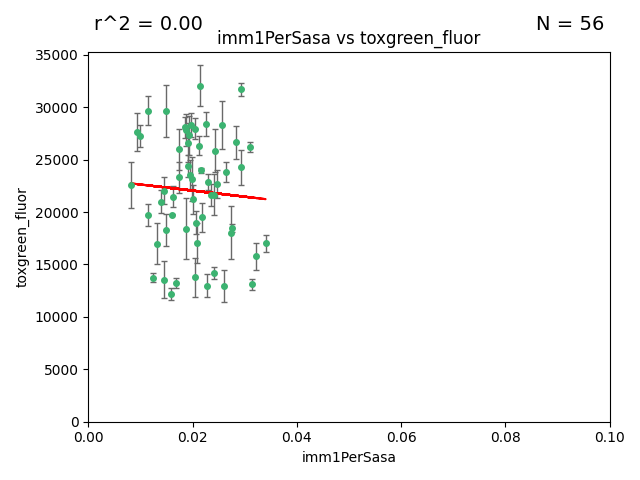 r^2 = 0.00
N = 56
imm1PerSasa vs toxgreen_fluor
35000
30000
25000
20000
15000
10000
5000
0
toxgreen_fluor
0.00
0.02
0.04
0.06
0.08
0.10
imm1PerSasa